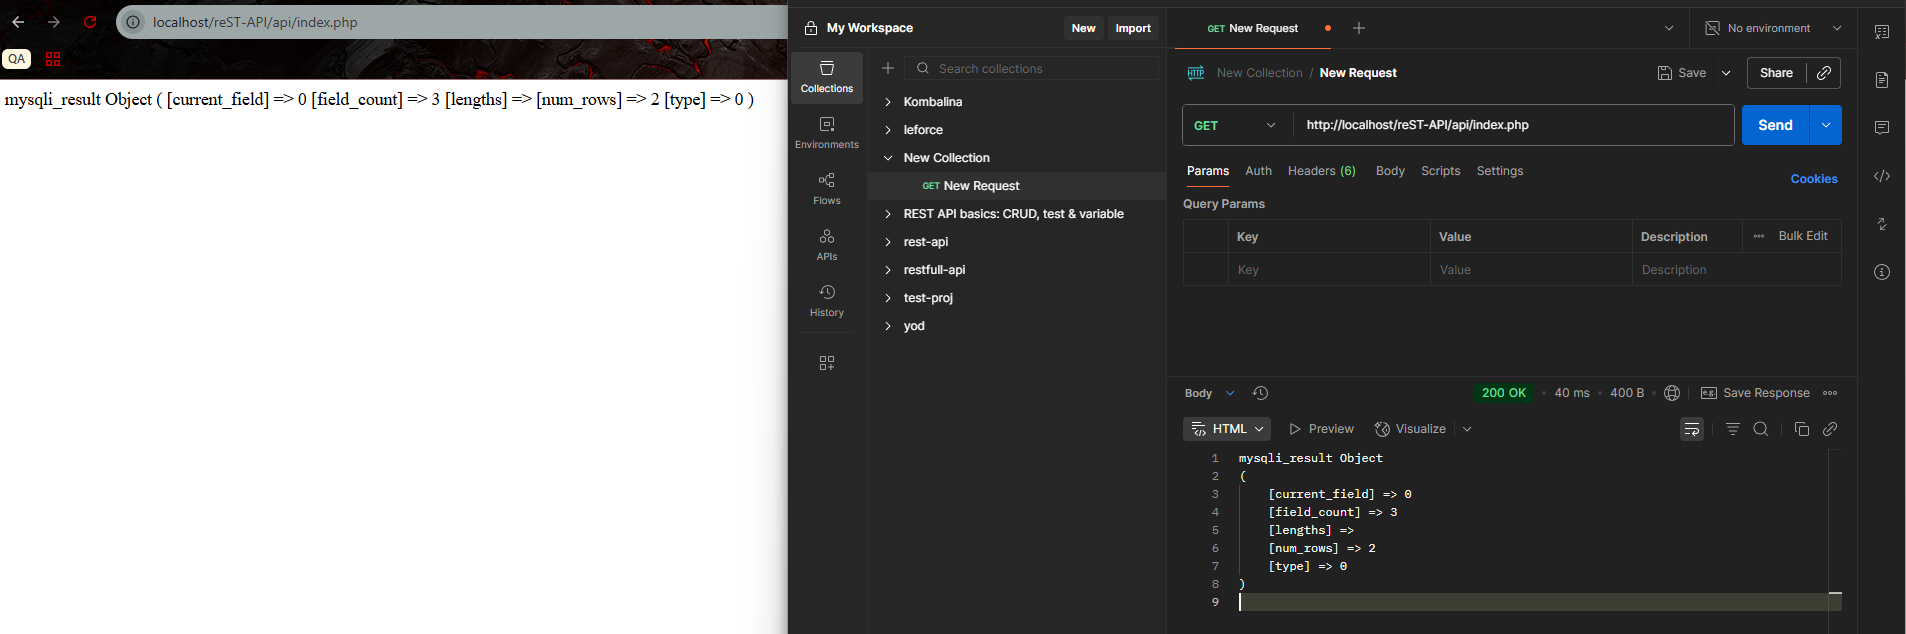 localhost/reST-API/api/index.php
QA
mysqli_result Object ( [current_field] => 0 [field_count] => 3 [lengths] => [num_rows] => 2 [type] => 0 )
My Workspace
New
Import
Collections
Environments
Flows
APIs
History
Search collections
Kombalina
leforce
New Collection
GET New Request
REST API basics: CRUD, test & variable
rest-api
restfull-api
test-proj
yod
GET New Request
No environment
HTTP New Collection / New Request
Save
Share
GET
http://localhost/reST-API/api/index.php
Send
Params Auth Headers (6) Body Scripts Settings
Cookies
Query Params
Key Value Description Bulk Edit
Key Value Description
Body
200 OK
40 ms
400 B
e.g. Save Response
HTML
Preview
Visualize
1 mysqli_result Object
2 (
3 [current_field] => 0
4 [field_count] => 3
5 [lengths] =>
6 [num_rows] => 2
7 [type] => 0
8 )
9